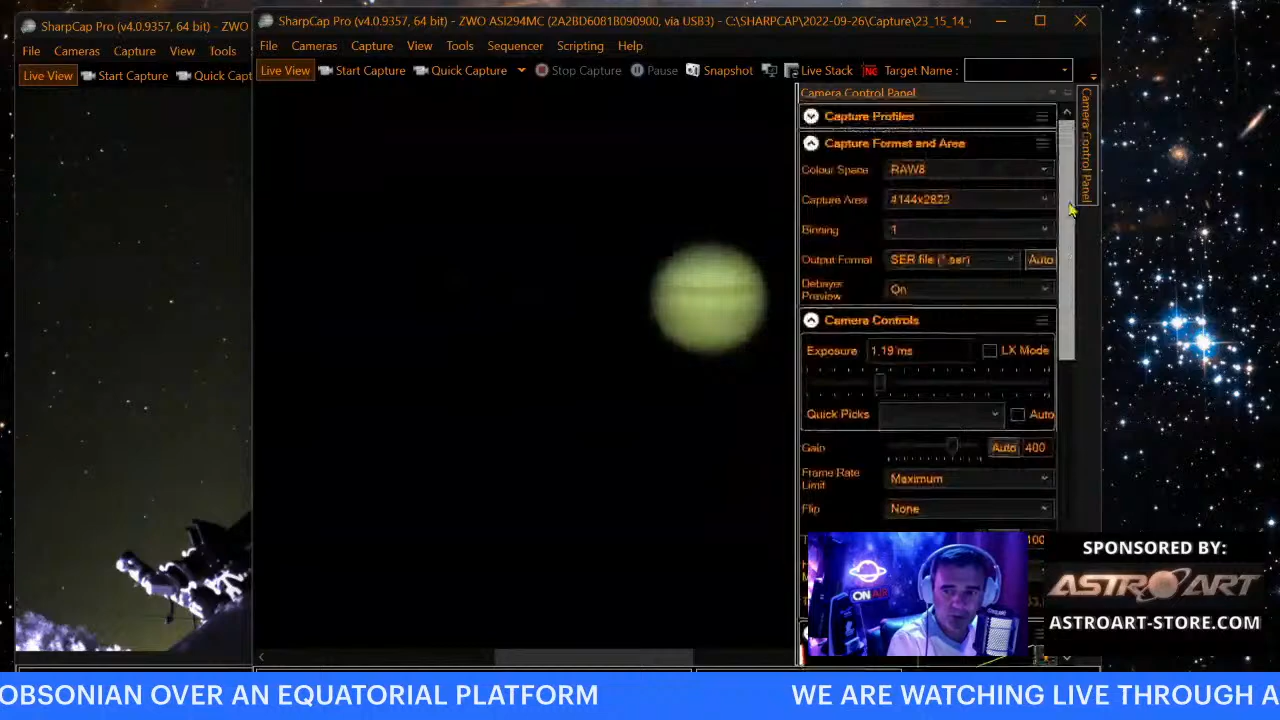 SharpCap Pro (v4.0.9357, 64 bit) - ZWO
File Cameras Capture View Tools
Live View Start Capture Quick Capt
SharpCap Pro (v4.0.9357, 64 bit) - ZWO ASI294MC (2A2BD6081B090900, via USB3) - C:\SHARPCAP\2022-09-26\Capture\23_15_14_
File Cameras Capture View Tools Sequencer Scripting Help
Live View Start Capture Quick Capture Stop Capture Pause Snapshot Live Stack Target Name :
Camera Control Panel
Camera Control Panel
Capture Profiles
Capture Format and Area
Colour Space RAW8
Capture Area 4144x2822
Binning 1
Output Format SER file (*.ser) Auto
Debayer Preview On
Camera Controls
Exposure 1.19 ms LX Mode
Quick Picks Auto
Gain Auto 400
Frame Rate Limit Maximum
Flip None
ON AIR
SPONSORED BY:
ASTROART
ASTROART-STORE.COM
OBSONIAN OVER AN EQUATORIAL PLATFORM
WE ARE WATCHING LIVE THROUGH A